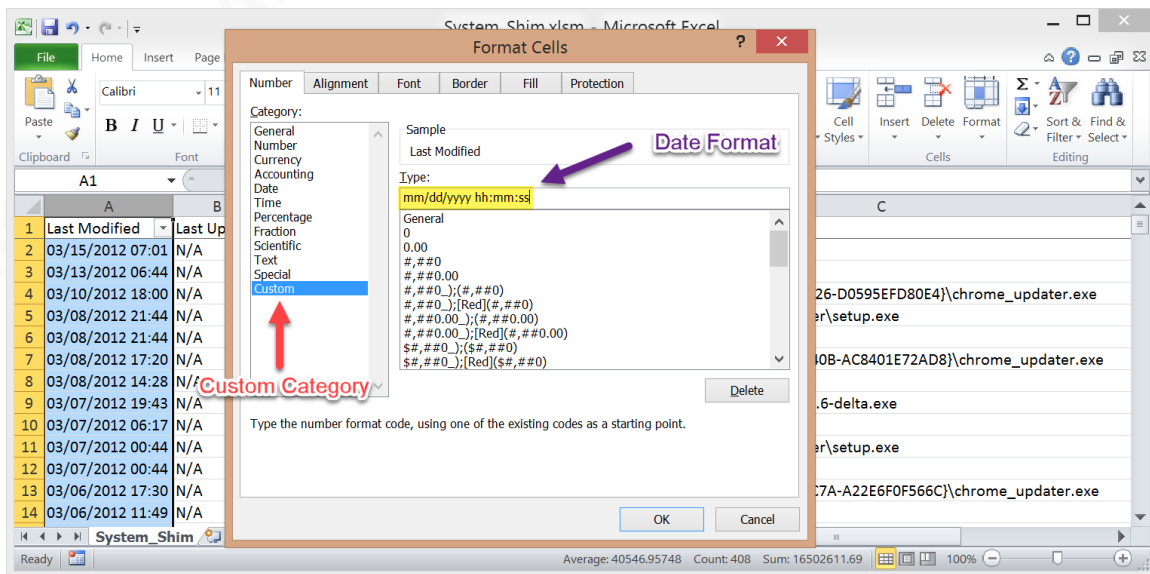 System_Shim.xlsm - Microsoft Excel
Format Cells
?
File Home Insert Page
Number Alignment Font Border Fill Protection
Calibri 11
Paste
B I U
Clipboard Font
Cell Styles
Insert Delete Format
Sort & Filter
Find & Select
Cells Editing
Category:
General
Number
Currency
Accounting
Date
Time
Percentage
Fraction
Scientific
Text
Special
Custom
Sample
Last Modified
Date Format
Type:
mm/dd/yyyy hh:mm:ss
General
0
0.00
#,##0
#,##0.00
#,##0_);(#,##0)
#,##0_);[Red](#,##0)
#,##0.00_);(#,##0.00)
#,##0.00_);[Red](#,##0.00)
$#,##0_);($#,##0)
$#,##0_);[Red]($#,##0)
Custom Category
Delete
Type the number format code, using one of the existing codes as a starting point.
OK Cancel
A1
A B C
1 Last Modified Last Up
2 03/15/2012 07:01 N/A
3 03/13/2012 06:44 N/A
4 03/10/2012 18:00 N/A 26-D0595EFD80E4}\chrome_updater.exe
5 03/08/2012 21:44 N/A er\setup.exe
6 03/08/2012 21:44 N/A
7 03/08/2012 17:20 N/A 40B-AC8401E72AD8}\chrome_updater.exe
8 03/08/2012 14:28 N/A
9 03/07/2012 19:43 N/A .6-delta.exe
10 03/07/2012 06:17 N/A
11 03/07/2012 00:44 N/A er\setup.exe
12 03/07/2012 00:44 N/A
13 03/06/2012 17:30 N/A C7A-A22E6F0F566C}\chrome_updater.exe
14 03/06/2012 11:49 N/A
System_Shim
Ready Average: 40546.95748 Count: 408 Sum: 16502611.69 100%